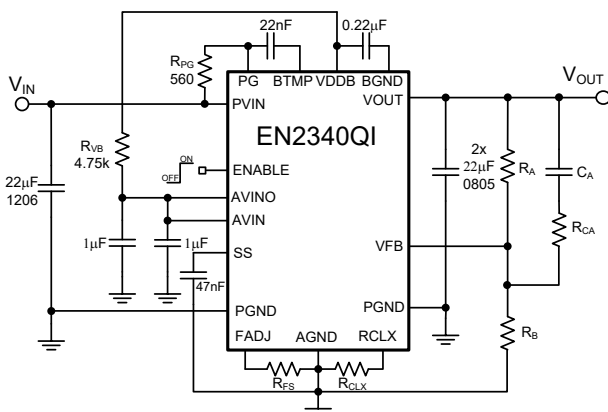 22nF
0.22µF
R_PG
560
PG
BTMP
VDDB
BGND
V_IN
V_OUT
PVIN
VOUT
EN2340QI
R_VB
4.75k
ON
OFF
ENABLE
2x
22µF
0805
R_A
C_A
22µF
1206
AVINO
AVIN
R_CA
1µF
1µF
SS
VFB
47nF
PGND
PGND
R_B
FADJ
AGND
RCLX
R_FS
R_CLX